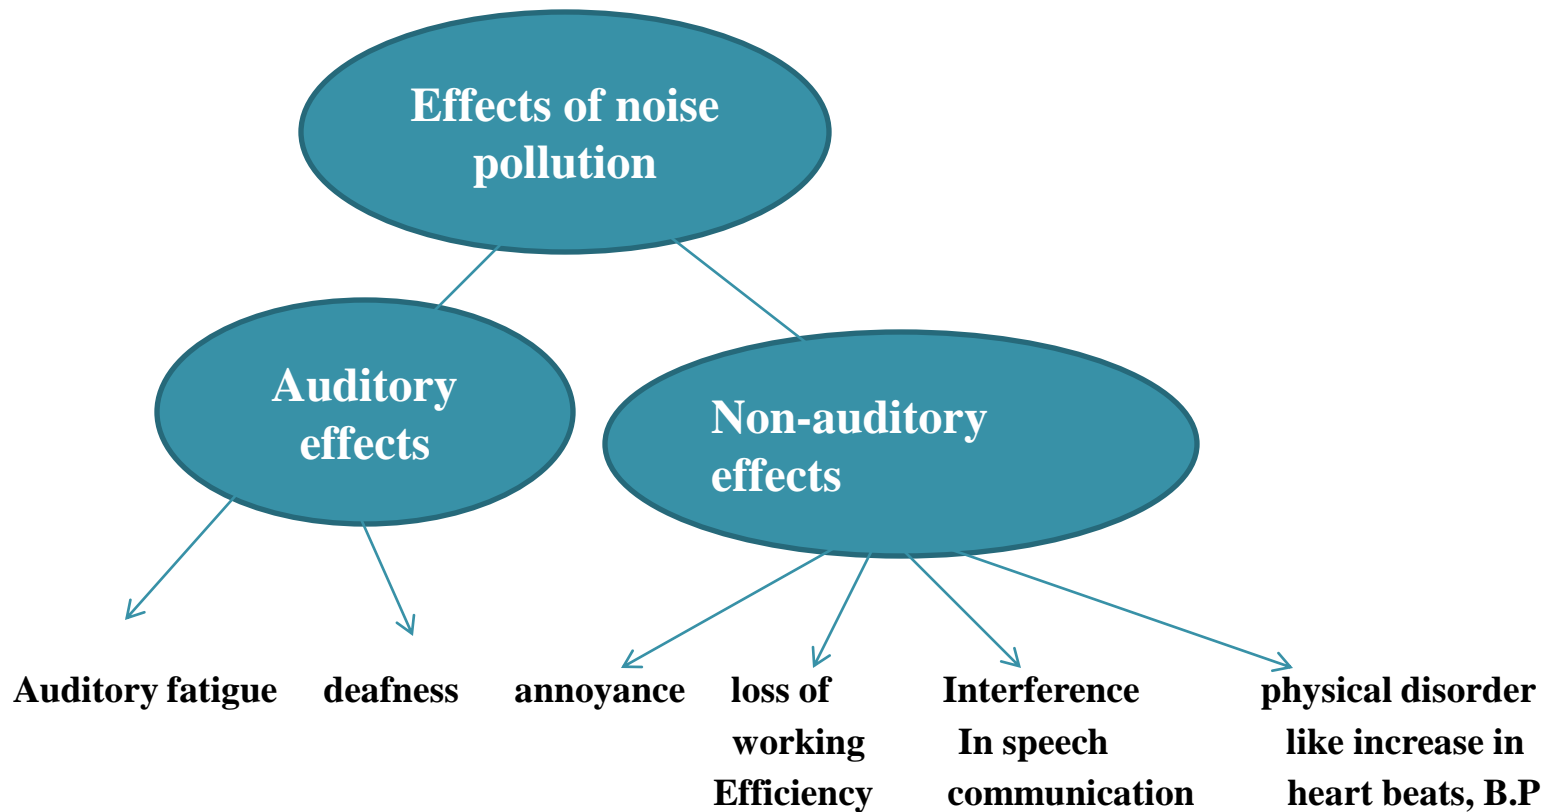 Effects of noise
pollution
Auditory
effects
Non-auditory
effects
Auditory fatigue
deafness
annoyance
loss of
working
Efficiency
Interference
In speech
communication
physical disorder
like increase in
heart beats, B.P